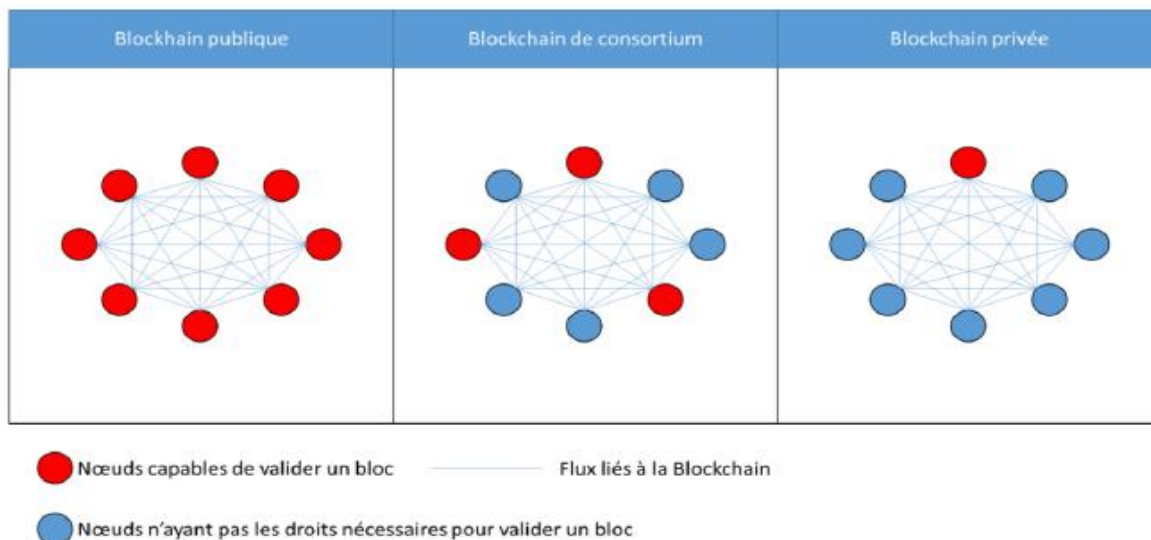 Blockhain publique
Blockchain de consortium
Blockchain privée
Nœuds capables de valider un bloc
Flux liés à la Blockchain
Nœuds n'ayant pas les droits nécessaires pour valider un bloc